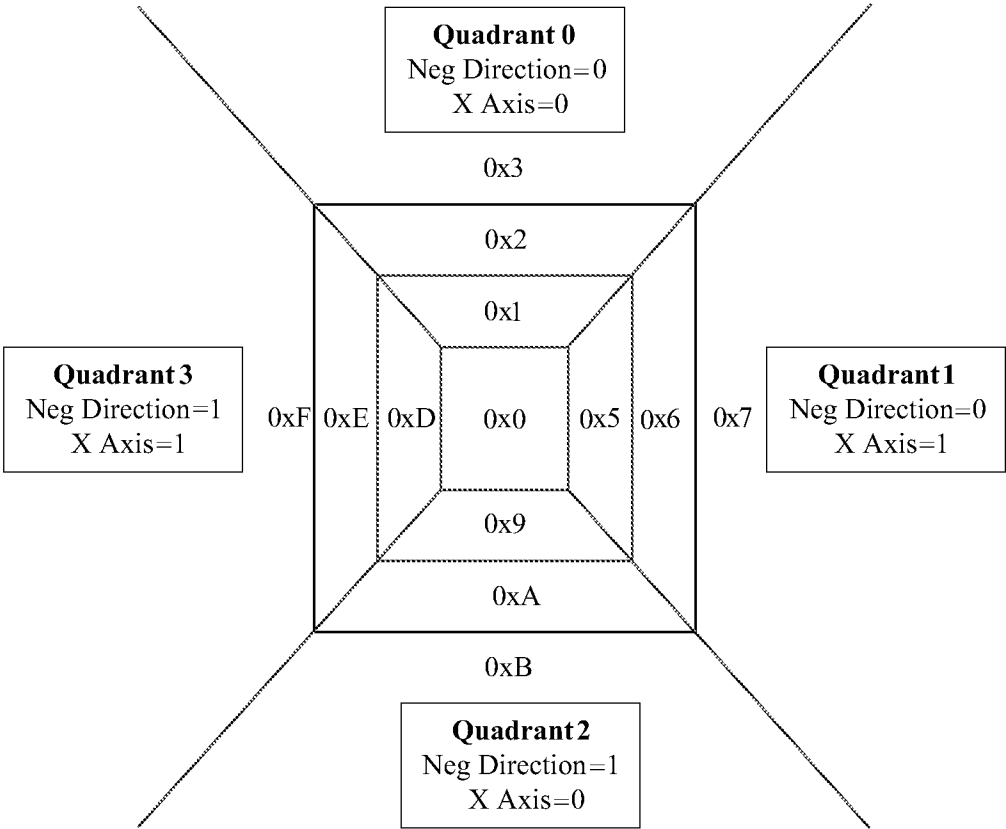 Quadrant 0
Neg Direction=0
X Axis=0
0x3
0x2
0x1
Quadrant 3
Neg Direction=1
X Axis=1
0xF
0xE
0xD
0x0
0x5
0x6
0x7
Quadrant 1
Neg Direction=0
X Axis=1
0x9
0xA
0xB
Quadrant 2
Neg Direction=1
X Axis=0